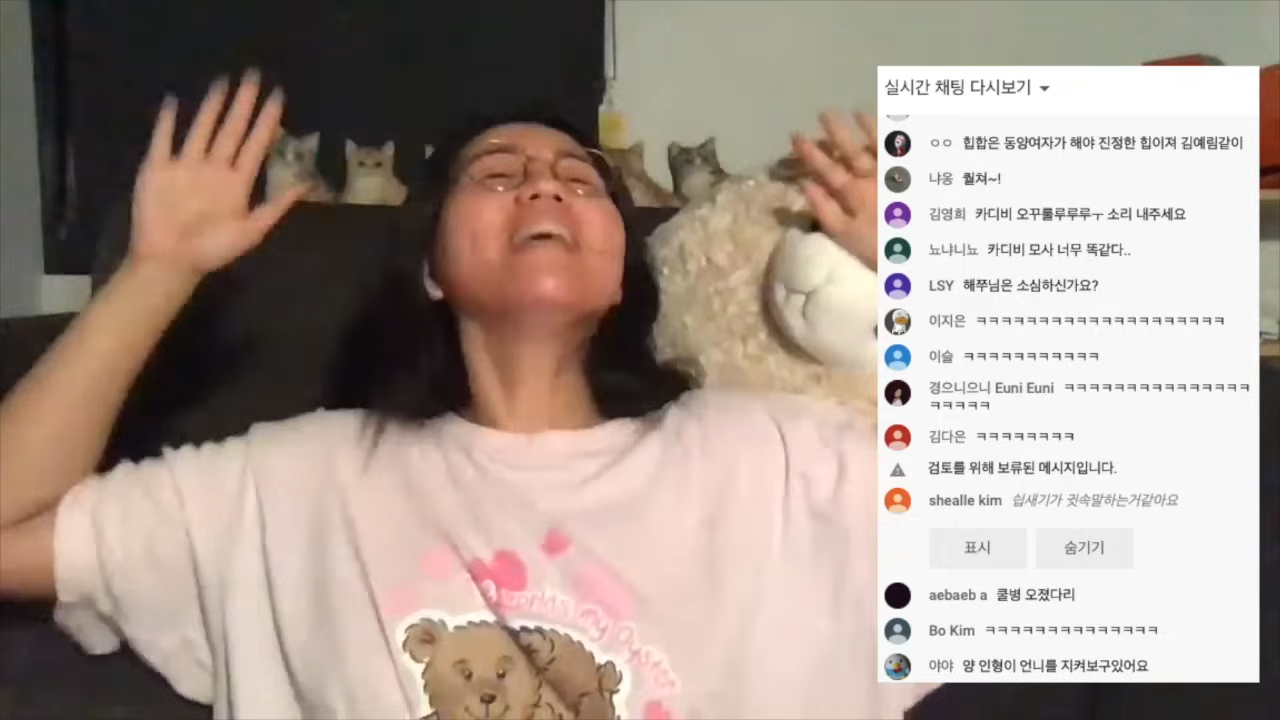 실시간 채팅 다시보기
ㅇㅇ 힙합은 동양여자가 해야 진정한 힙이져 김예림같이
냐옹 퀄쳐~!
김영희 카디비 오꾸룰루루루ㅜ 소리 내주세요
뇨냐니뇨 카디비 모사 너무 똑같다..
LSY 해쭈님은 소심하신가요?
이지은 ㅋㅋㅋㅋㅋㅋㅋㅋㅋㅋㅋㅋㅋㅋㅋㅋㅋㅋㅋㅋ
이슬 ㅋㅋㅋㅋㅋㅋㅋㅋㅋㅋㅋ
경으니으니 Euni Euni ㅋㅋㅋㅋㅋㅋㅋㅋㅋㅋㅋㅋㅋㅋㅋ
ㅋㅋㅋㅋㅋ
김다은 ㅋㅋㅋㅋㅋㅋㅋㅋ
검토를 위해 보류된 메시지입니다.
shealle kim 십새기가 귓속말하는거같아요
표시 숨기기
aebaeb a 쿨병 오졌다리
Bo Kim ㅋㅋㅋㅋㅋㅋㅋㅋㅋㅋㅋㅋㅋㅋ
야야 양 인형이 언니를 지켜보구있어요
world's my Oyster